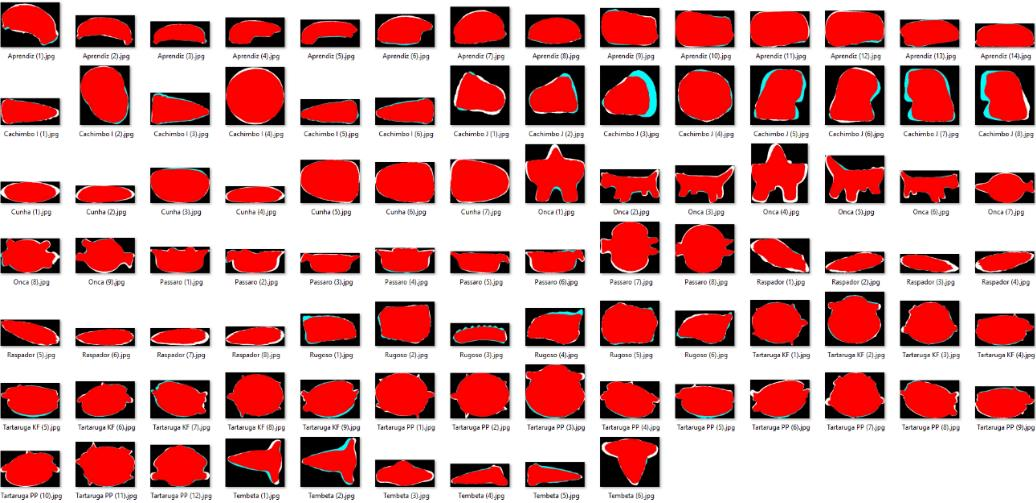 Aprendiz (1).jpg Aprendiz (2).jpg Aprendiz (3).jpg Aprendiz (4).jpg Aprendiz (5).jpg Aprendiz (6).jpg Aprendiz (7).jpg Aprendiz (8).jpg Aprendiz (9).jpg Aprendiz (10).jpg Aprendiz (11).jpg Aprendiz (12).jpg Aprendiz (13).jpg Aprendiz (14).jpg
Cachimbo I (1).jpg Cachimbo I (2).jpg Cachimbo I (3).jpg Cachimbo I (4).jpg Cachimbo I (5).jpg Cachimbo I (6).jpg Cachimbo J (1).jpg Cachimbo J (2).jpg Cachimbo J (3).jpg Cachimbo J (4).jpg Cachimbo J (5).jpg Cachimbo J (6).jpg Cachimbo J (7).jpg Cachimbo J (8).jpg
Cunha (1).jpg Cunha (2).jpg Cunha (3).jpg Cunha (4).jpg Cunha (5).jpg Cunha (6).jpg Cunha (7).jpg Onca (1).jpg Onca (2).jpg Onca (3).jpg Onca (4).jpg Onca (5).jpg Onca (6).jpg Onca (7).jpg
Onca (8).jpg Onca (9).jpg Passaro (1).jpg Passaro (2).jpg Passaro (3).jpg Passaro (4).jpg Passaro (5).jpg Passaro (6).jpg Passaro (7).jpg Passaro (8).jpg Raspador (1).jpg Raspador (2).jpg Raspador (3).jpg Raspador (4).jpg
Raspador (5).jpg Raspador (6).jpg Raspador (7).jpg Raspador (8).jpg Rugoso (1).jpg Rugoso (2).jpg Rugoso (3).jpg Rugoso (4).jpg Rugoso (5).jpg Rugoso (6).jpg Tartaruga KF (1).jpg Tartaruga KF (2).jpg Tartaruga KF (3).jpg Tartaruga KF (4).jpg
Tartaruga KF (5).jpg Tartaruga KF (6).jpg Tartaruga KF (7).jpg Tartaruga KF (8).jpg Tartaruga KF (9).jpg Tartaruga PP (1).jpg Tartaruga PP (2).jpg Tartaruga PP (3).jpg Tartaruga PP (4).jpg Tartaruga PP (5).jpg Tartaruga PP (6).jpg Tartaruga PP (7).jpg Tartaruga PP (8).jpg Tartaruga PP (9).jpg
Tartaruga PP (10).jpg Tartaruga PP (11).jpg Tartaruga PP (12).jpg Tembeta (1).jpg Tembeta (2).jpg Tembeta (3).jpg Tembeta (4).jpg Tembeta (5).jpg Tembeta (6).jpg